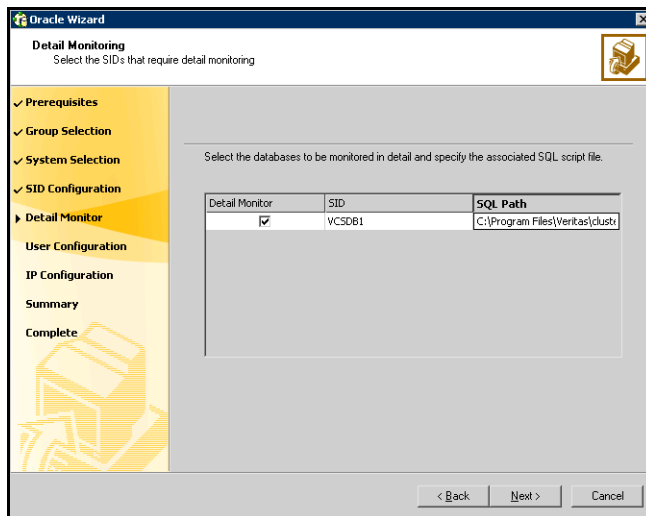 Oracle Wizard
Detail Monitoring
Select the SIDs that require detail monitoring
Prerequisites
Group Selection
System Selection
SID Configuration
Detail Monitor
User Configuration
IP Configuration
Summary
Complete
Select the databases to be monitored in detail and specify the associated SQL script file.
Detail Monitor SID SQL Path
VCSDB1 C:\Program Files\Veritas\cluste
< Back Next > Cancel